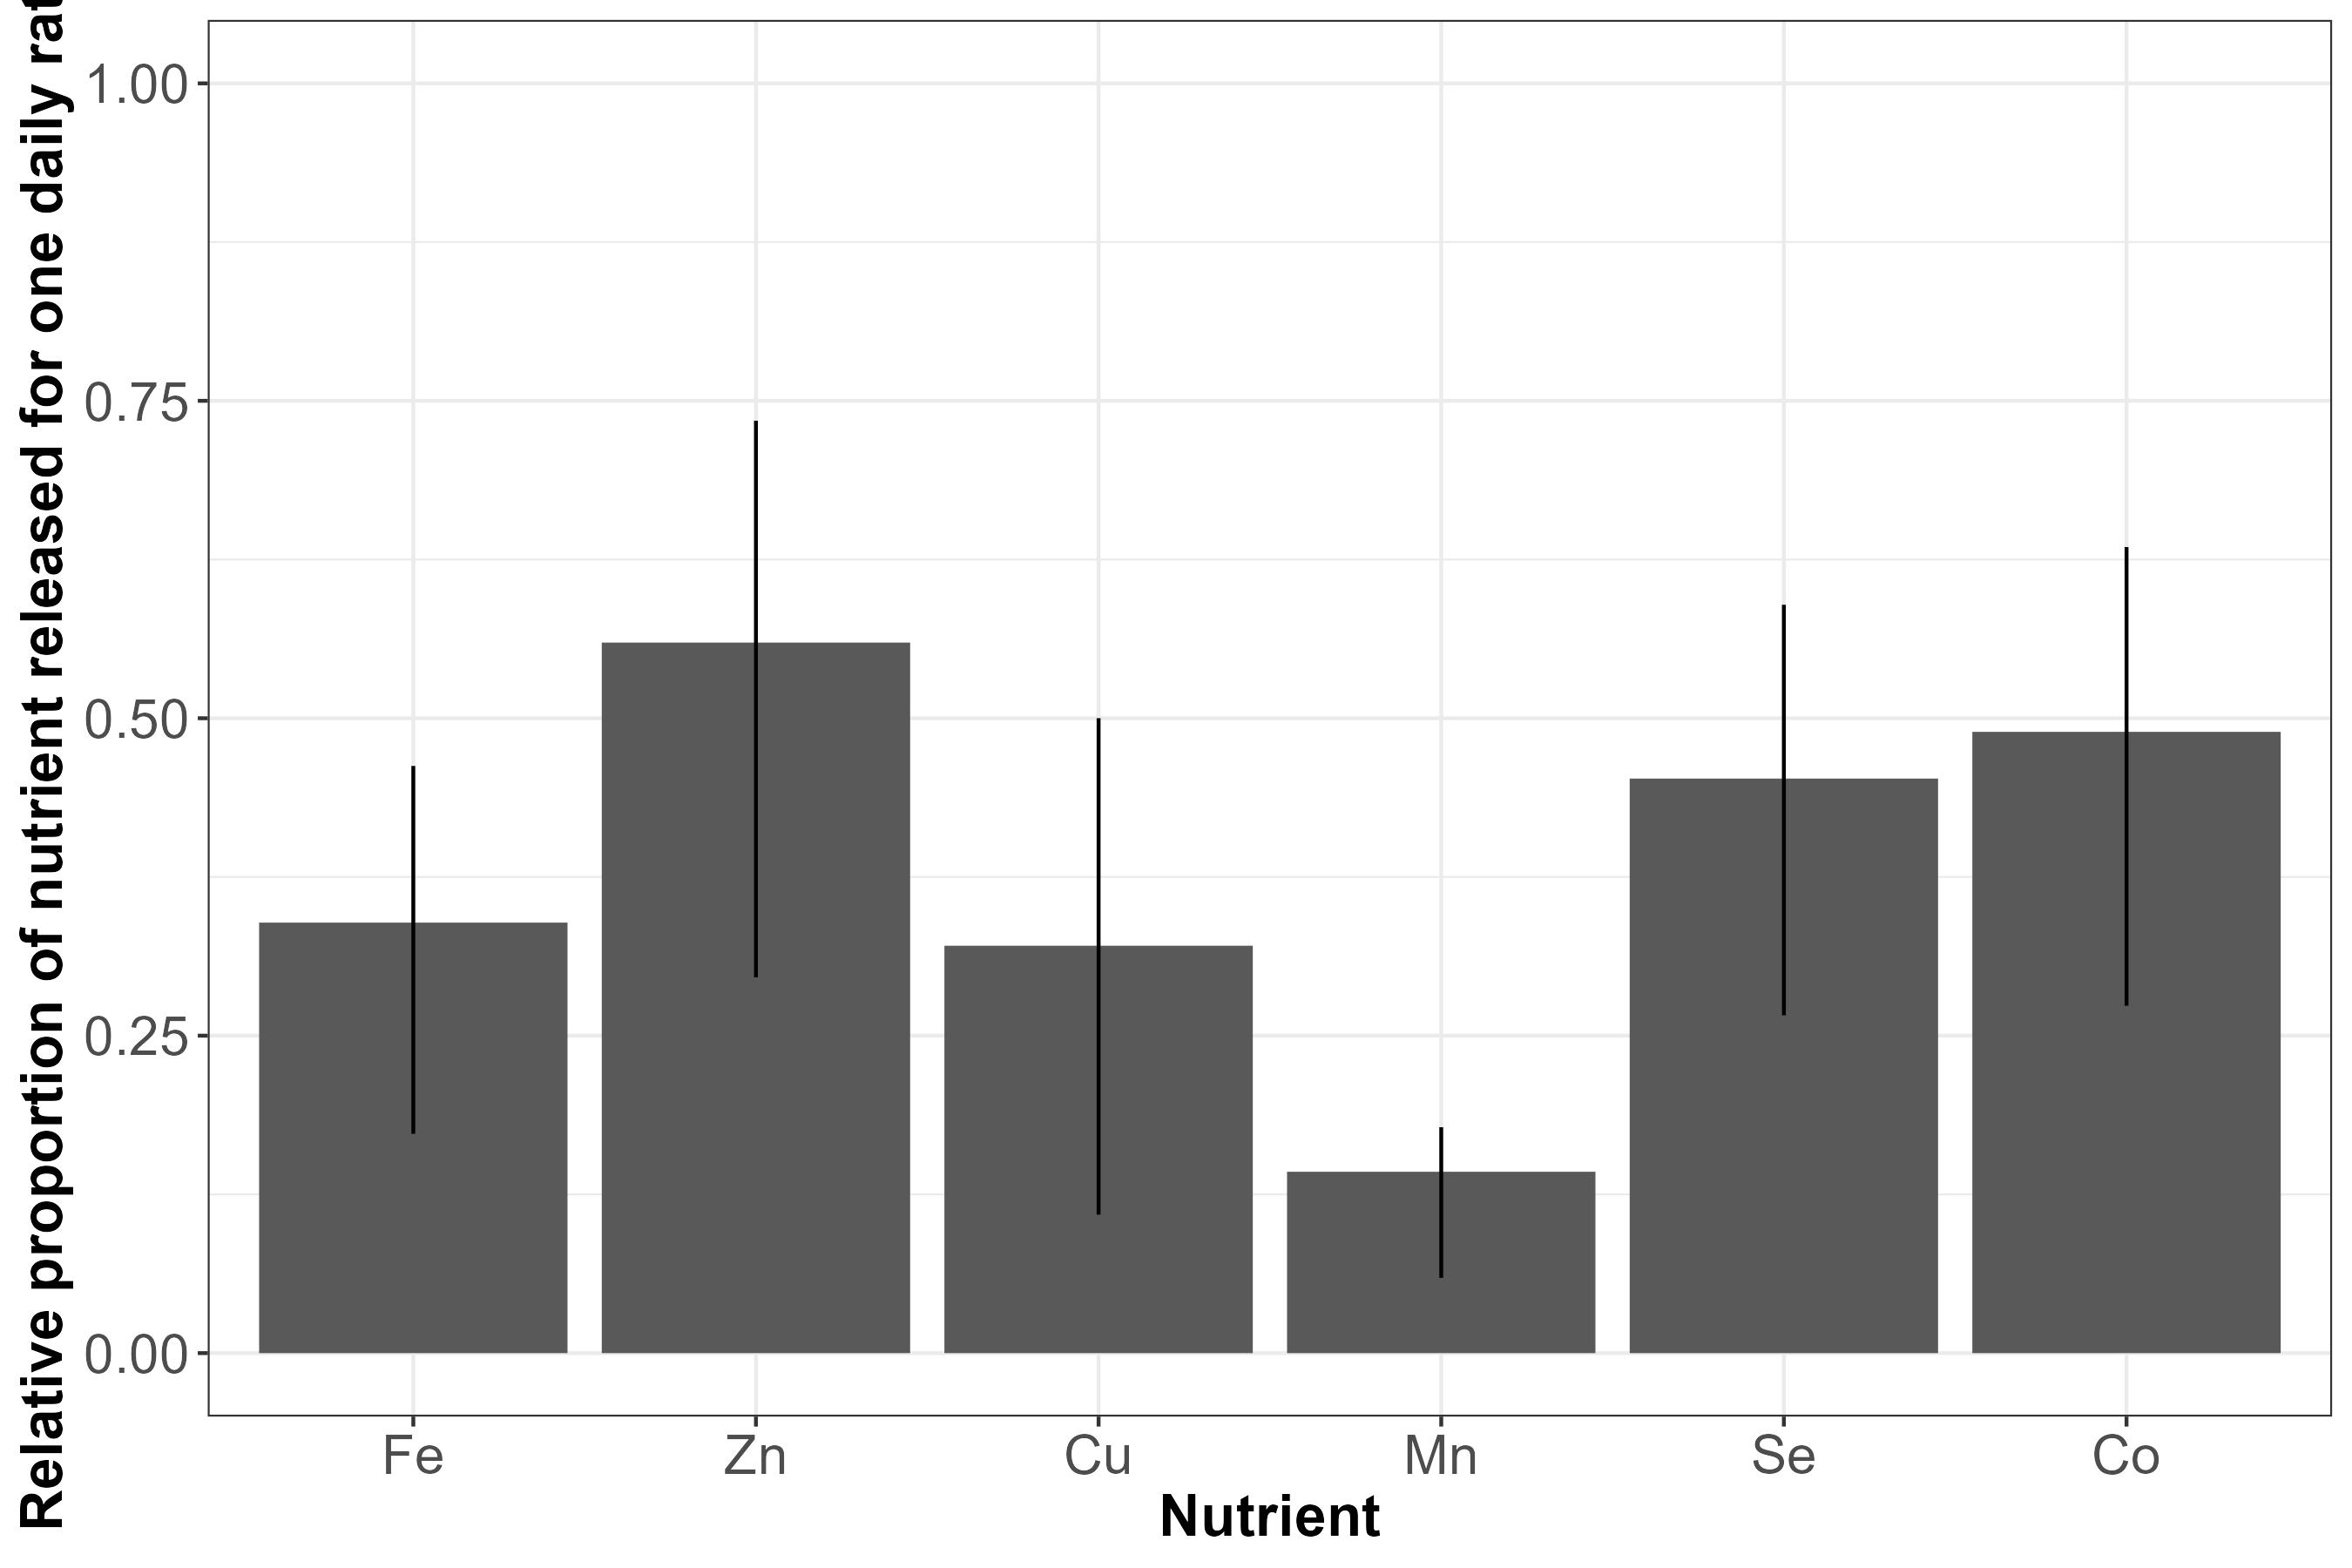 Relative proportion of nutrient released for one daily rat
1.00
0.75
0.50
0.25
0.00
Fe Zn Cu Mn Se Co
Nutrient